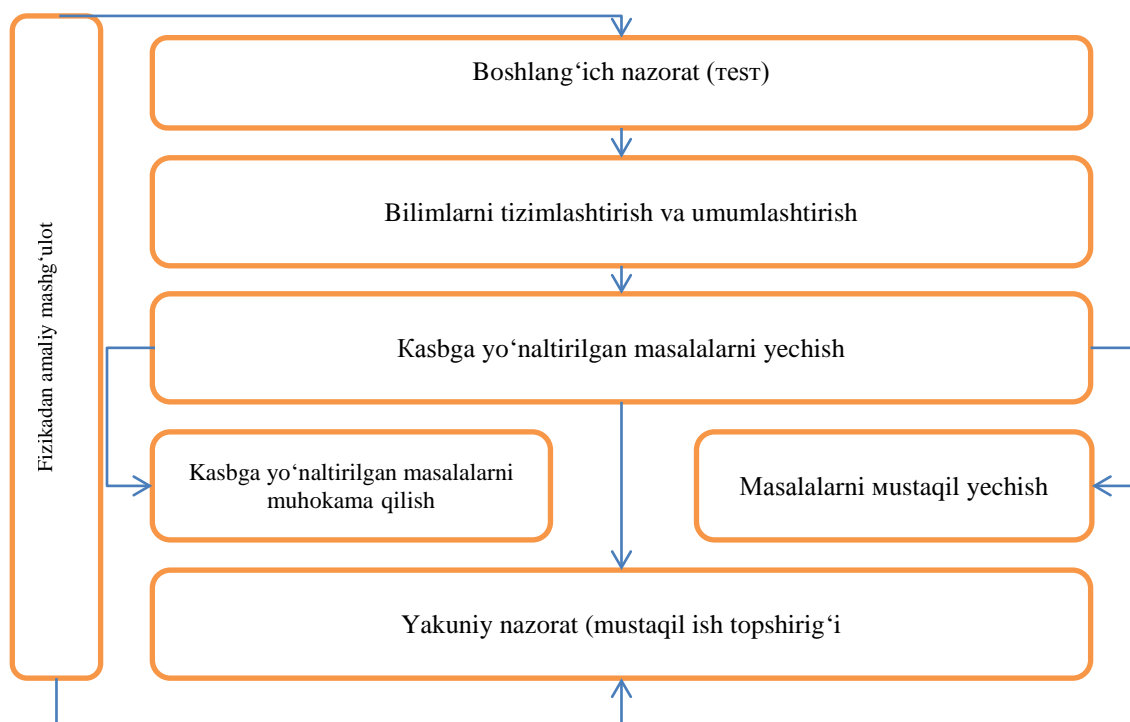 Fizikadan amaliy mashg‘ulot
Boshlang‘ich nazorat (тesт)
Bilimlarni tizimlashtirish va umumlashtirish
Kasbga yo‘naltirilgan masalalarni yechish
Kasbga yo‘naltirilgan masalalarni
muhokama qilish
Masalalarni мustaqil yechish
Yakuniy nazorat (mustaqil ish topshirig‘i